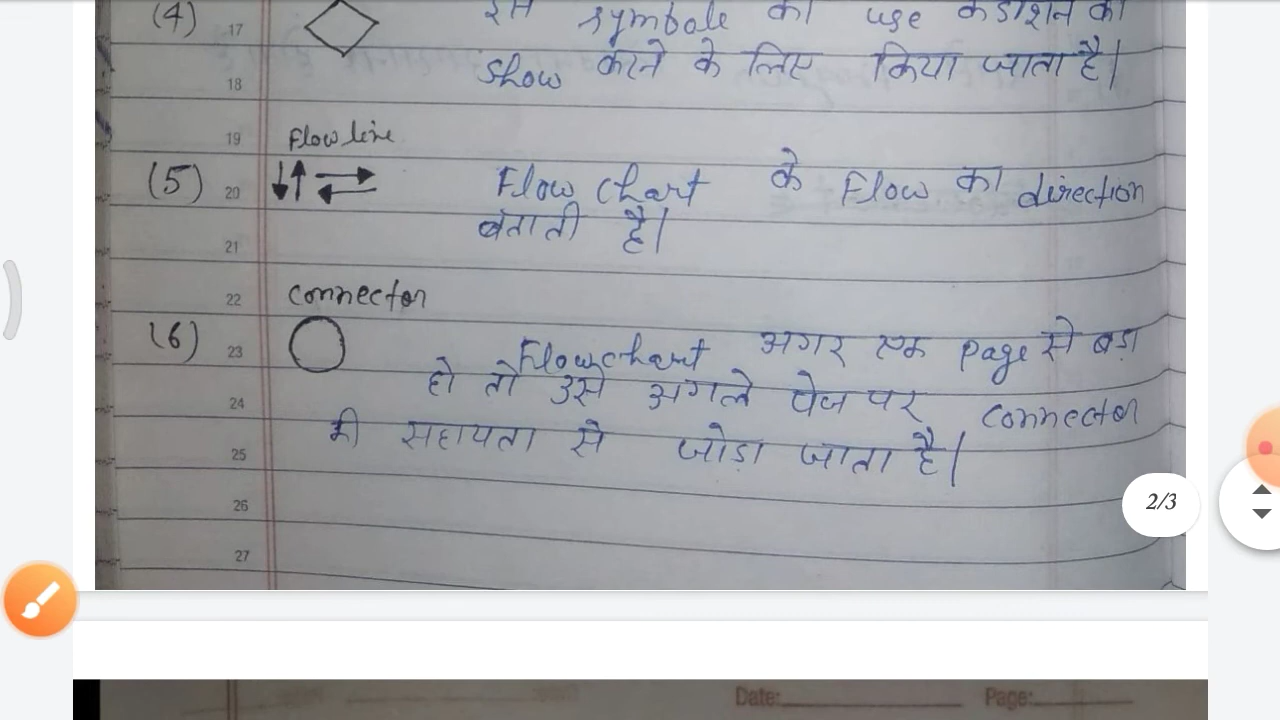 (4) 17 इस symbole का use कंडीशन को
18 show करने के लिए किया जाता है|
19 Flow line
(5) 20 Flow chart के Flow का direction
21 बताती है|
22 connector
(6) 23 Flowchart अगर एक page से बड़ा
24 हो तो उसे अगले पेज पर connector
25 की सहायता से जोड़ा जाता है|
26
27
2/3
Date: Page: